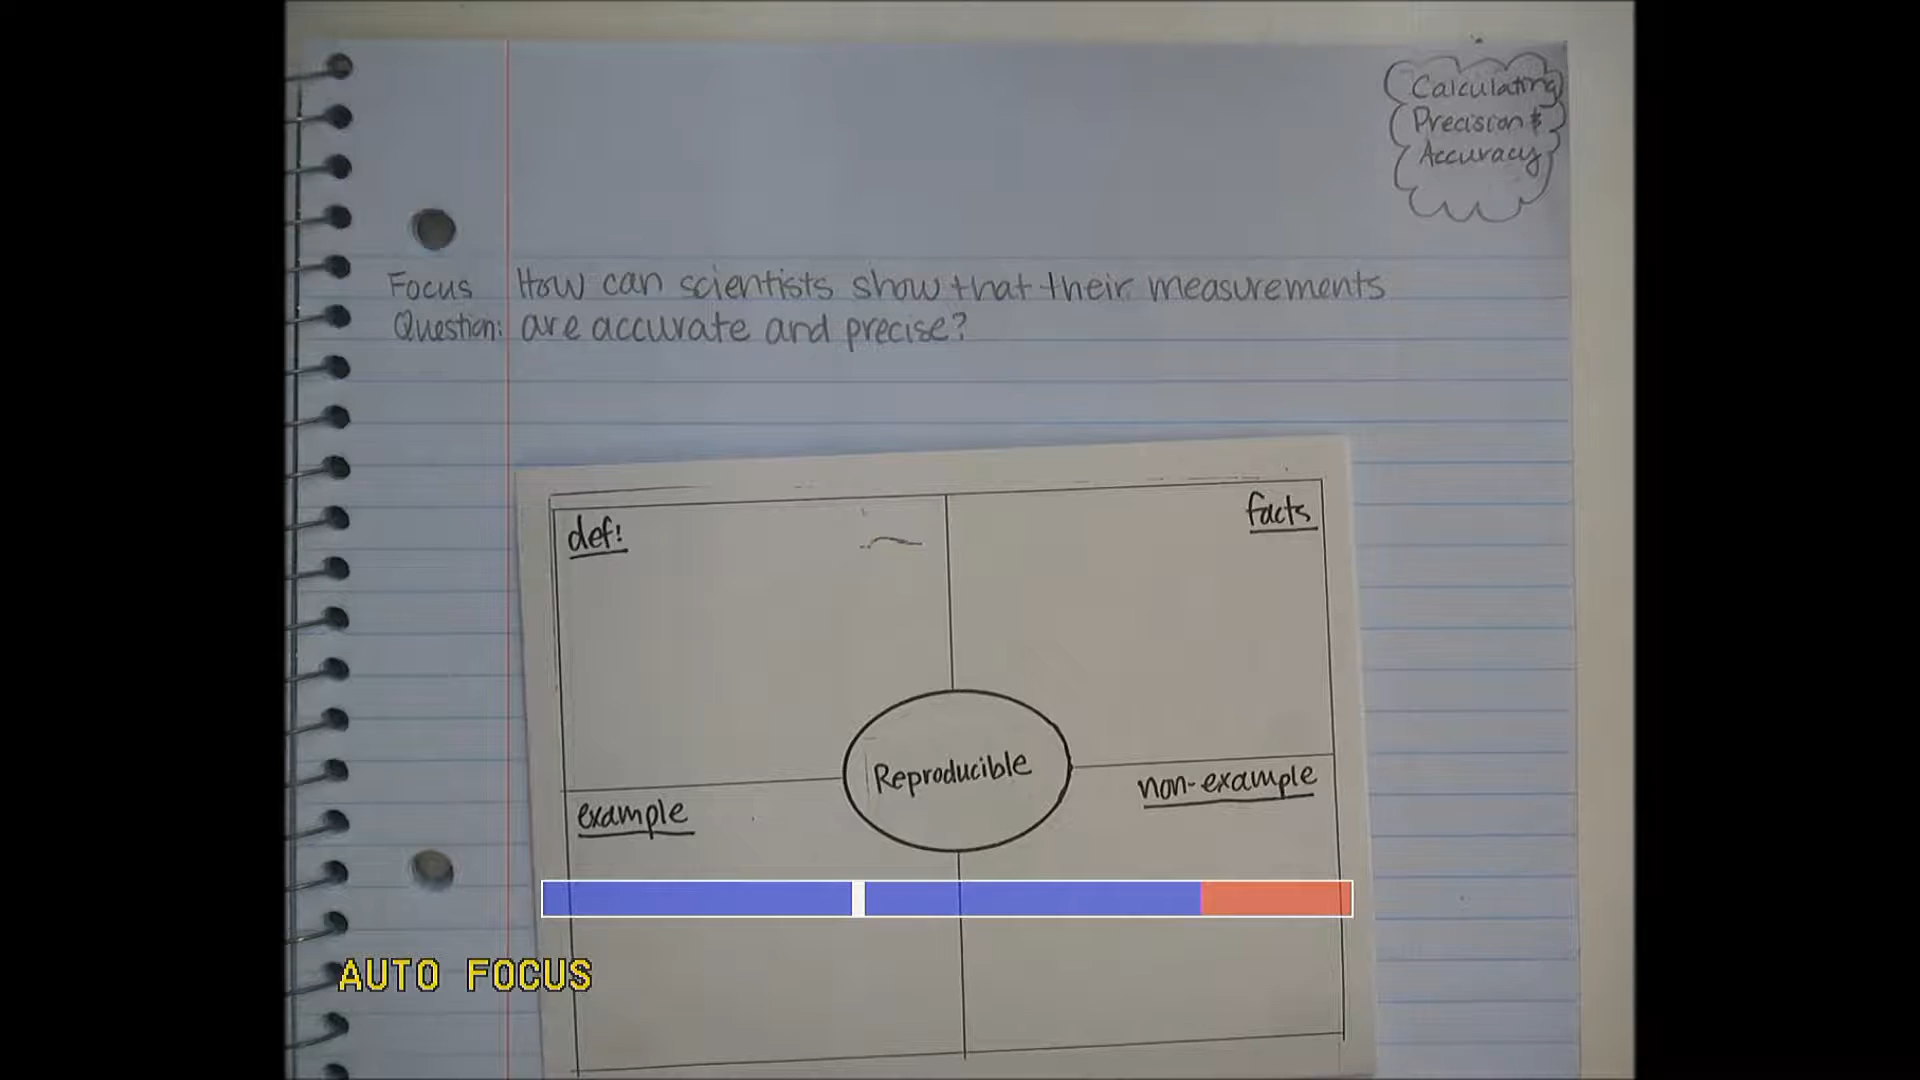 Calculating
Precision &
Accuracy
Focus How can scientists show that their measurements
Question: are accurate and precise?
def:
facts
Reproducible
example
non-example
AUTO FOCUS